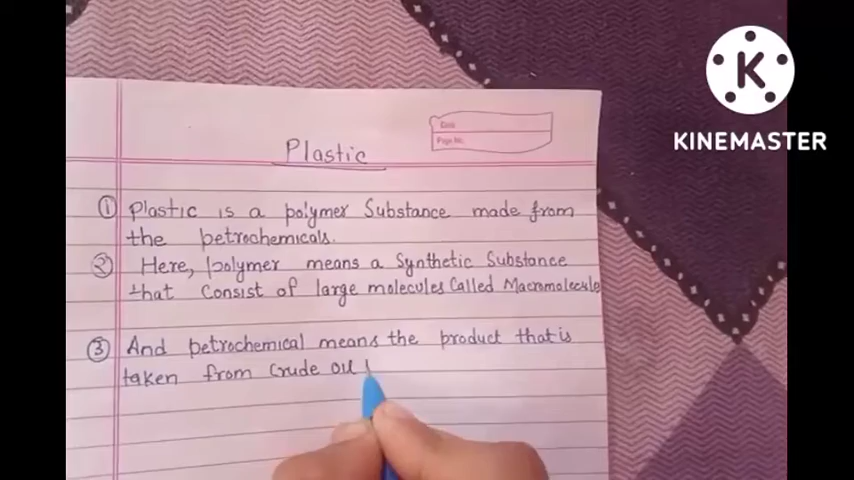 KINEMASTER
Date
Page No.
Plastic
① Plastic is a polymer Substance made from
the petrochemicals.
② Here, polymer means a Synthetic Substance
that consist of large molecules Called Macromolecule
③ And petrochemical means the product that is
taken from Crude oil